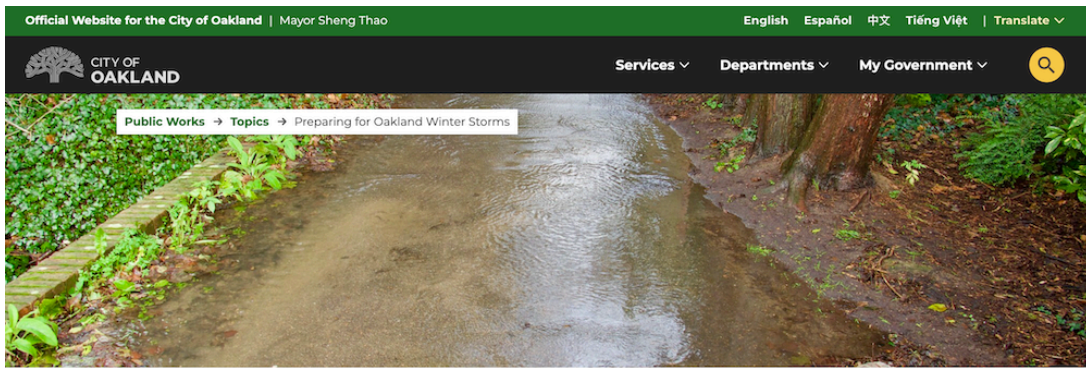 Official Website for the City of Oakland | Mayor Sheng Thao
English Español 中文 Tiếng Việt | Translate
CITY OF
OAKLAND
Services
Departments
My Government
Public Works → Topics → Preparing for Oakland Winter Storms